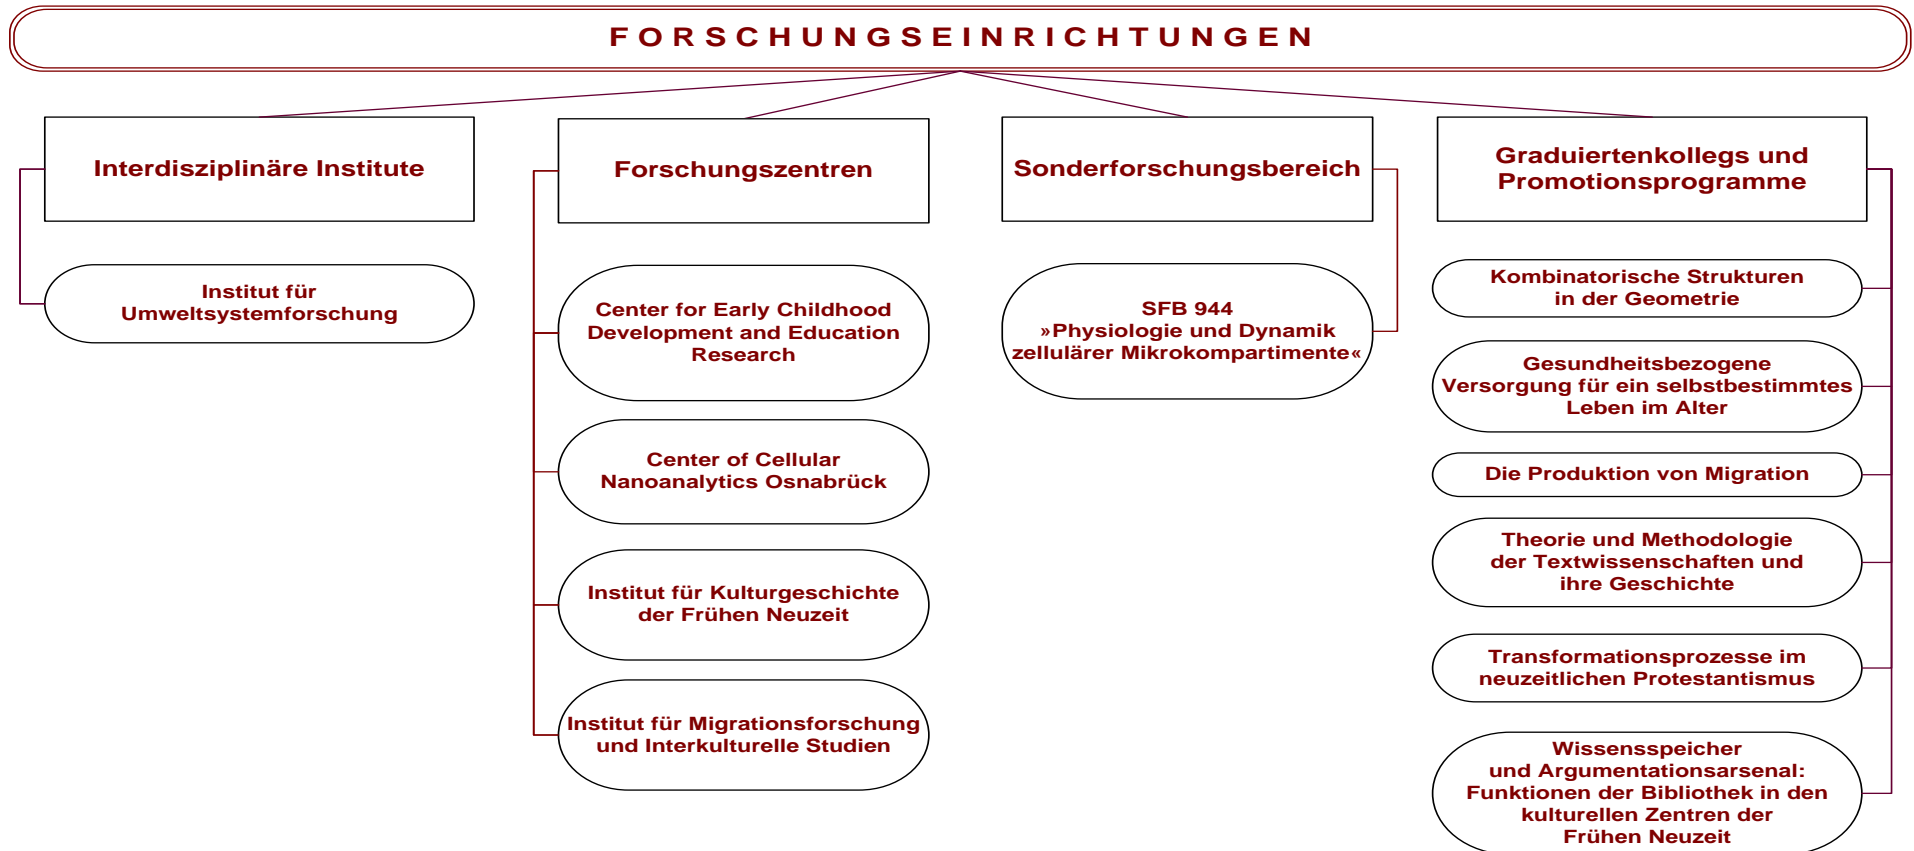 FORSCHUNGSEINRICHTUNGEN
Interdisziplinäre Institute
Institut für
Umweltsystemforschung
Forschungszentren
Center for Early Childhood
Development and Education
Research
Center of Cellular
Nanoanalytics Osnabrück
Institut für Kulturgeschichte
der Frühen Neuzeit
Institut für Migrationsforschung
und Interkulturelle Studien
Sonderforschungsbereich
SFB 944
»Physiologie und Dynamik
zellulärer Mikrokompartimente«
Graduiertenkollegs und
Promotionsprogramme
Kombinatorische Strukturen
in der Geometrie
Gesundheitsbezogene
Versorgung für ein selbstbestimmtes
Leben im Alter
Die Produktion von Migration
Theorie und Methodologie
der Textwissenschaften und
ihre Geschichte
Transformationsprozesse im
neuzeitlichen Protestantismus
Wissensspeicher
und Argumentationsarsenal:
Funktionen der Bibliothek in den
kulturellen Zentren der
Frühen Neuzeit